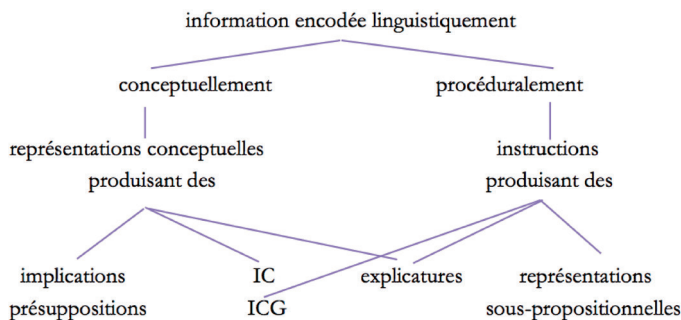 information encodée linguistiquement
conceptuellement procéduralement
représentations conceptuelles instructions
produisant des produisant des
implications IC explicatures représentations
présuppositions ICG sous-propositionnelles